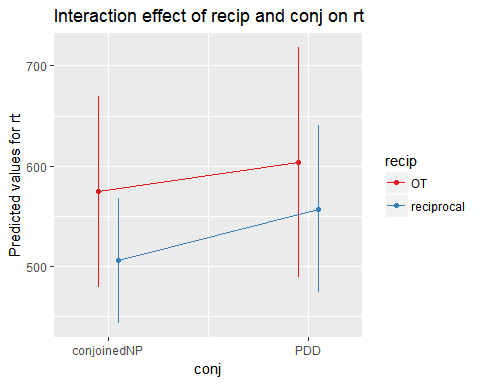 Interaction effect of recip and conj on rt
Predicted values for rt
700
600
500
conjoinedNP PDD
conj
recip
OT
reciprocal